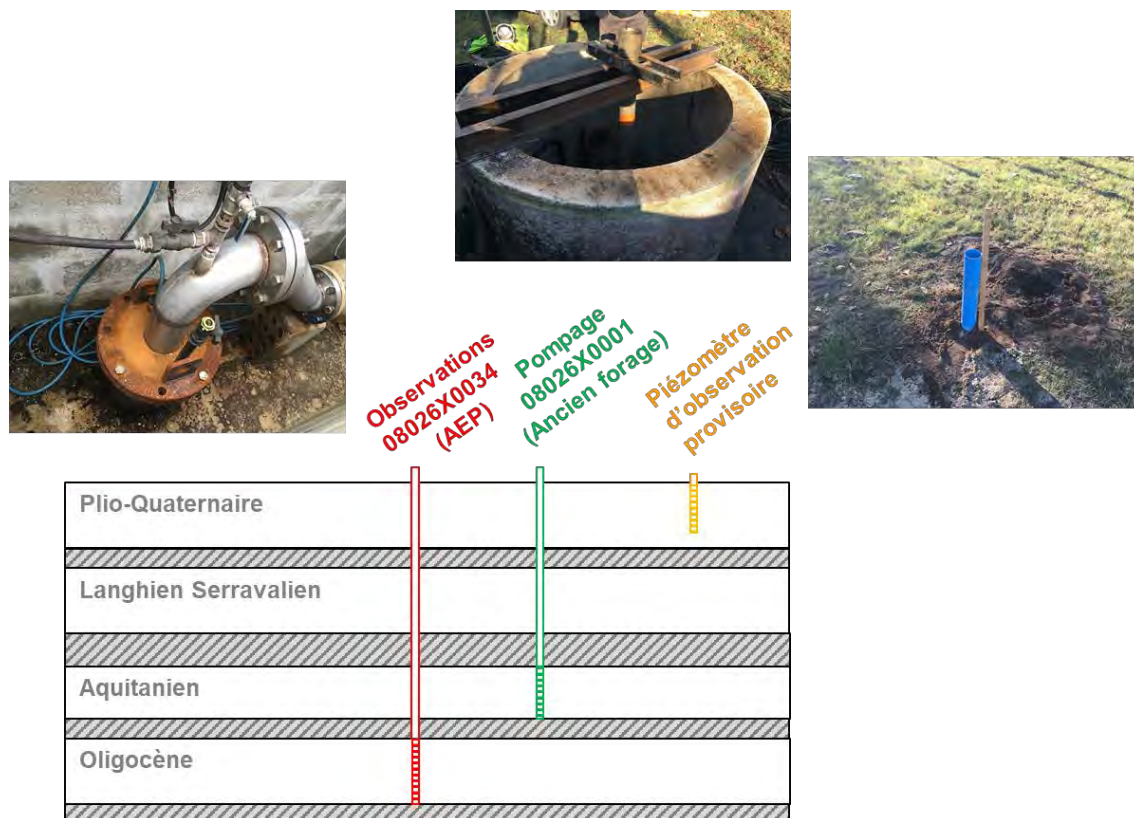 Observations
08026X0034
(AEP)
Pompage
08026X0001
(Ancien forage)
Piézomètre
d'observation
provisoire
Plio-Quaternaire
Langhien Serravalien
Aquitanien
Oligocène